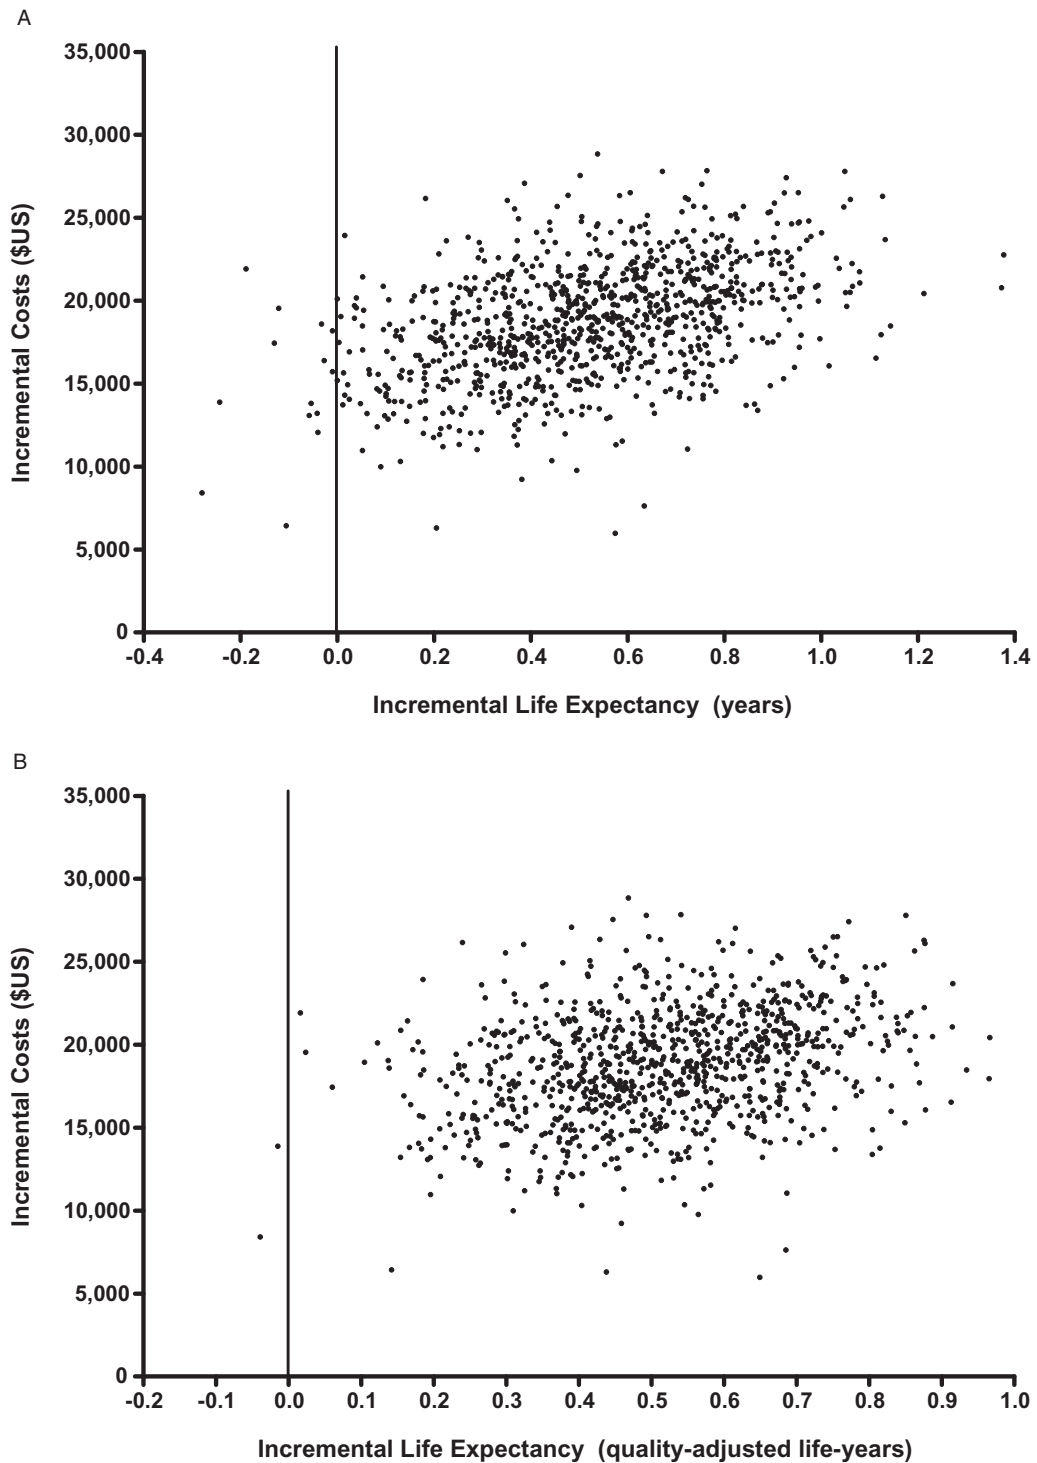 A
35,000
30,000
25,000
20,000
15,000
10,000
5,000
0
Incremental Costs ($US)
-0.4 -0.2 0.0 0.2 0.4 0.6 0.8 1.0 1.2 1.4
Incremental Life Expectancy (years)
B
35,000
30,000
25,000
20,000
15,000
10,000
5,000
0
Incremental Costs ($US)
-0.2 -0.1 0.0 0.1 0.2 0.3 0.4 0.5 0.6 0.7 0.8 0.9 1.0
Incremental Life Expectancy (quality-adjusted life-years)